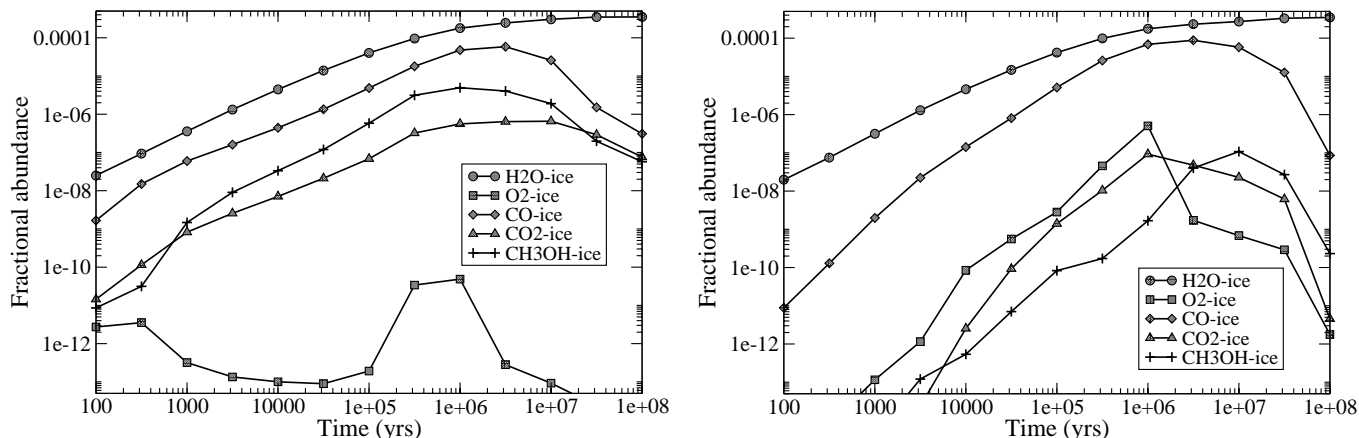 Fractional abundance
0.0001
1e-06
1e-08
1e-10
1e-12
H2O-ice
O2-ice
CO-ice
CO2-ice
CH3OH-ice
100
1000
10000
1e+05
1e+06
1e+07
1e+08
Time (yrs)
Fractional abundance
0.0001
1e-06
1e-08
1e-10
1e-12
H2O-ice
O2-ice
CO-ice
CO2-ice
CH3OH-ice
100
1000
10000
1e+05
1e+06
1e+07
1e+08
Time (yrs)